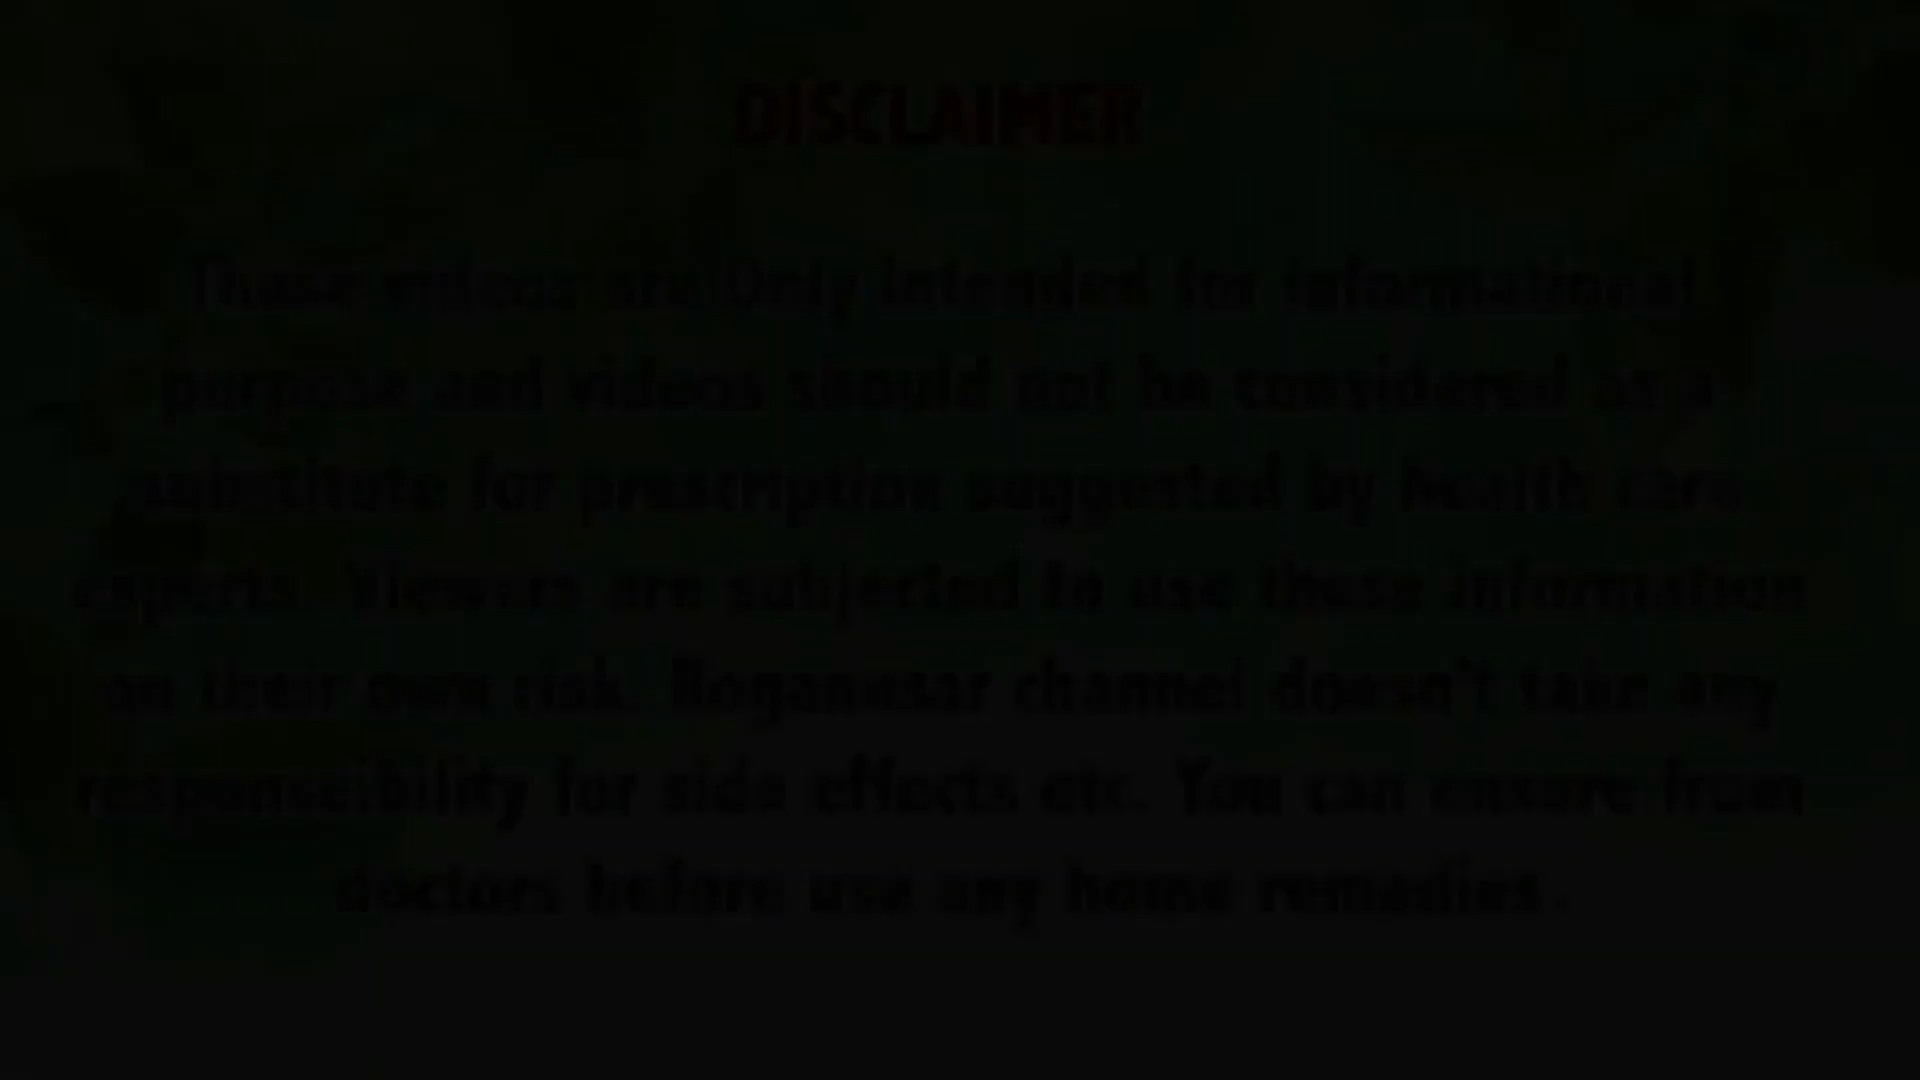 DISCLAIMER
These videos are Only intended for informational
purpose and videos should not be considered as a
substitute for prescription suggested by health care
experts. Viewers are subjected to use these information
on their own risk. channel doesn't take any
responseibility for side effects etc. You can ensure from
doctors before use any home remedies.